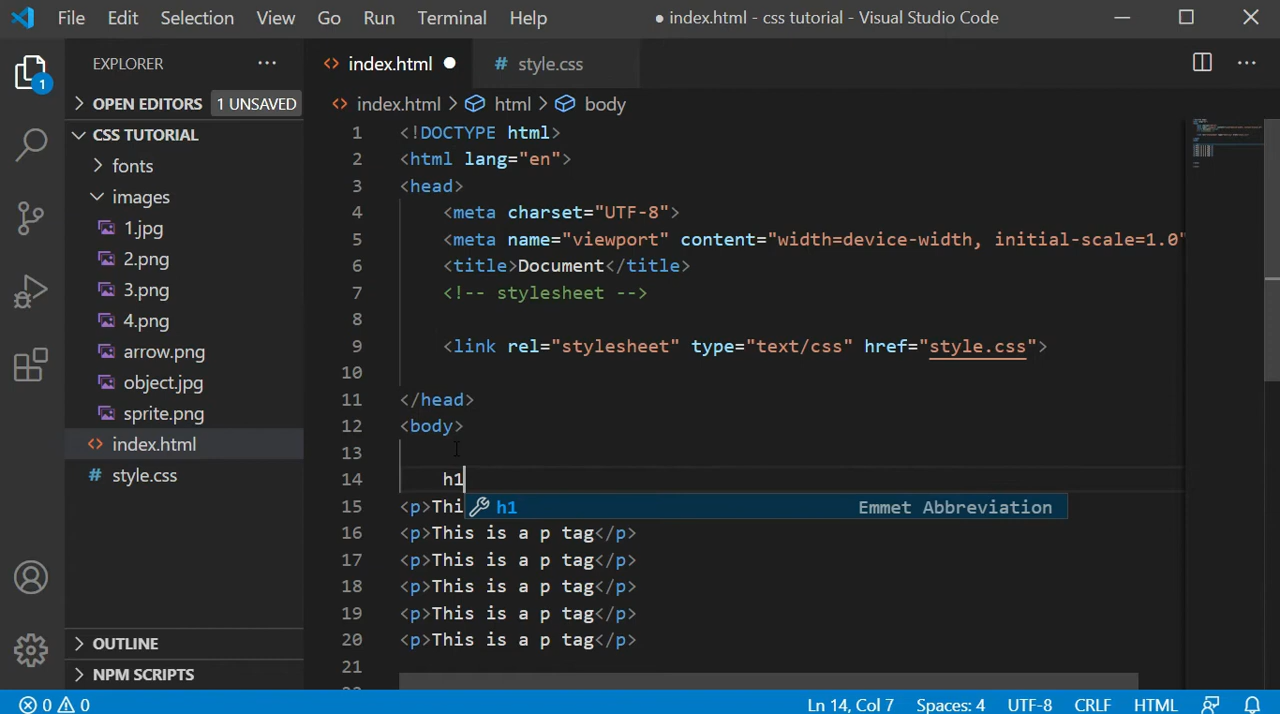 File Edit Selection View Go Run Terminal Help ● index.html - css tutorial - Visual Studio Code
EXPLORER ··· <> index.html ● # style.css ···
1
OPEN EDITORS 1 UNSAVED <> index.html > html > body
CSS TUTORIAL
fonts
images
1.jpg
2.png
3.png
4.png
arrow.png
object.jpg
sprite.png
<> index.html
# style.css
OUTLINE
NPM SCRIPTS
1 <!DOCTYPE html>
2 <html lang="en">
3 <head>
4 <meta charset="UTF-8">
5 <meta name="viewport" content="width=device-width, initial-scale=1.0"
6 <title>Document</title>
7 <!-- stylesheet -->
8
9 <link rel="stylesheet" type="text/css" href="style.css">
10
11 </head>
12 <body>
13
14 h1
15 <p>Thi
h1 Emmet Abbreviation
16 <p>This is a p tag</p>
17 <p>This is a p tag</p>
18 <p>This is a p tag</p>
19 <p>This is a p tag</p>
20 <p>This is a p tag</p>
21
0 0 Ln 14, Col 7 Spaces: 4 UTF-8 CRLF HTML